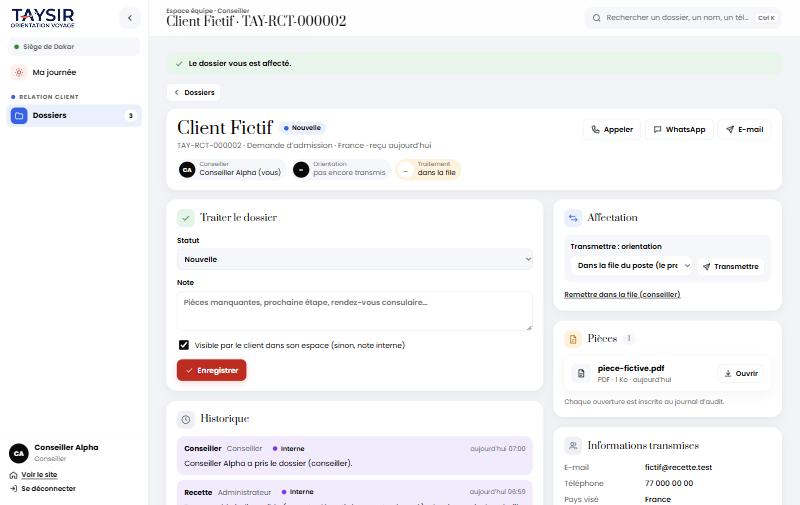 TAYSIR
ORIENTATION VOYAGE
Siège de Dakar
Ma journée
RELATION CLIENT
Dossiers
3
Conseiller Alpha
Conseiller
CA
Voir le site
Se déconnecter
Espace équipe · Conseiller
Client Fictif · TAY-RCT-000002
Rechercher un dossier, un nom, un tél...
Ctrl K
Le dossier vous est affecté.
Dossiers
Client Fictif
Nouvelle
Appeler
WhatsApp
E-mail
TAY-RCT-000002 · Demande d'admission · France · reçu aujourd'hui
CA
Conseiller
Conseiller Alpha (vous)
Orientation
pas encore transmis
Traitement
dans la file
Traiter le dossier
Statut
Nouvelle
Note
Pièces manquantes, prochaine étape, rendez-vous consulaire...
Visible par le client dans son espace (sinon, note interne)
Enregistrer
Historique
Conseiller Conseiller Interne aujourd'hui 07:00
Conseiller Alpha a pris le dossier (conseiller).
Recette Administrateur Interne aujourd'hui 06:59
Affectation
Transmettre : orientation
Dans la file du poste (le pre
Transmettre
Remettre dans la file (conseiller)
Pièces 1
piece-fictive.pdf
PDF · 1 Ko · aujourd'hui
Ouvrir
Chaque ouverture est inscrite au journal d'audit.
Informations transmises
E-mail fictif@recette.test
Téléphone 77 000 00 00
Pays visé France